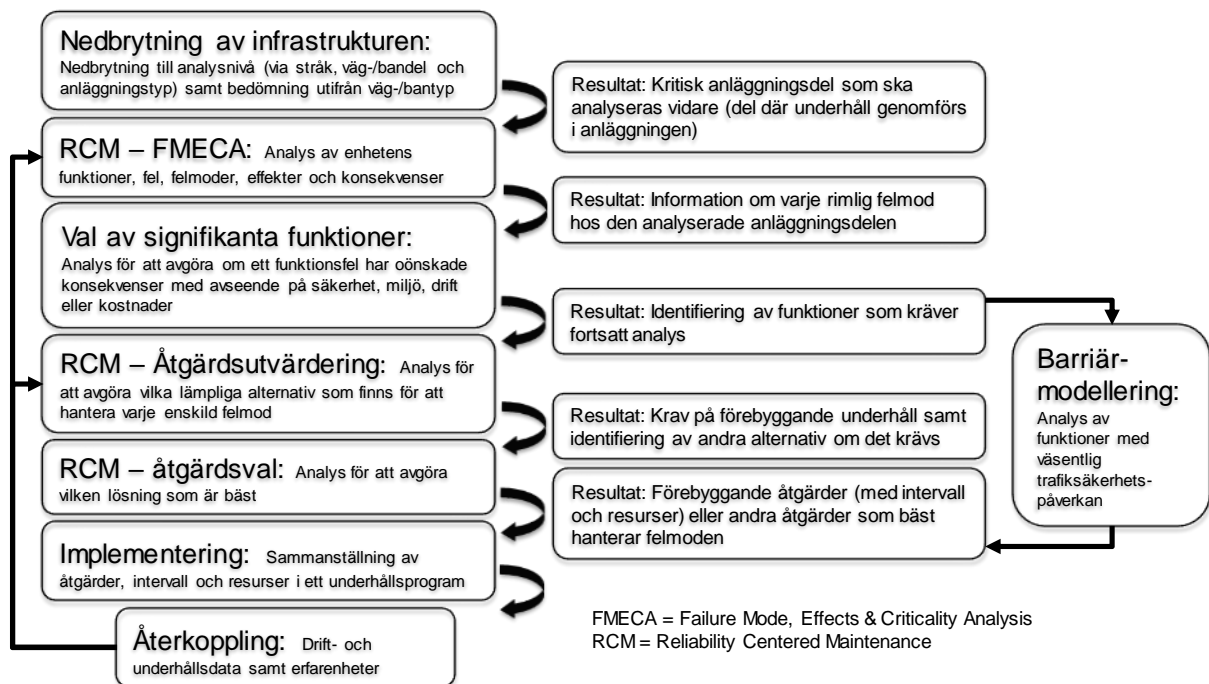 Nedbrytning av infrastrukturen:
Nedbrytning till analysnivå (via stråk, väg-/bandel och
anläggningstyp) samt bedömning utifrån väg-/bantyp
Resultat: Kritisk anläggningsdel som ska
analyseras vidare (del där underhåll genomförs
i anläggningen)
RCM – FMECA: Analys av enhetens
funktioner, fel, felmoder, effekter och konsekvenser
Resultat: Information om varje rimlig felmod
hos den analyserade anläggningsdelen
Val av signifikanta funktioner:
Analys för att avgöra om ett funktionsfel har oönskade
konsekvenser med avseende på säkerhet, miljö, drift
eller kostnader
Resultat: Identifiering av funktioner som kräver
fortsatt analys
Barriär-
modellering:
Analys av
funktioner med
väsentlig
trafiksäkerhets-
påverkan
RCM – Åtgärdsutvärdering: Analys för
att avgöra vilka lämpliga alternativ som finns för att
hantera varje enskild felmod
Resultat: Krav på förebyggande underhåll samt
identifiering av andra alternativ om det krävs
RCM – åtgärdsval: Analys för att avgöra
vilken lösning som är bäst
Resultat: Förebyggande åtgärder (med intervall
och resurser) eller andra åtgärder som bäst
hanterar felmoden
Implementering: Sammanställning av
åtgärder, intervall och resurser i ett underhållsprogram
Återkoppling: Drift- och
underhållsdata samt erfarenheter
FMECA = Failure Mode, Effects & Criticality Analysis
RCM = Reliability Centered Maintenance